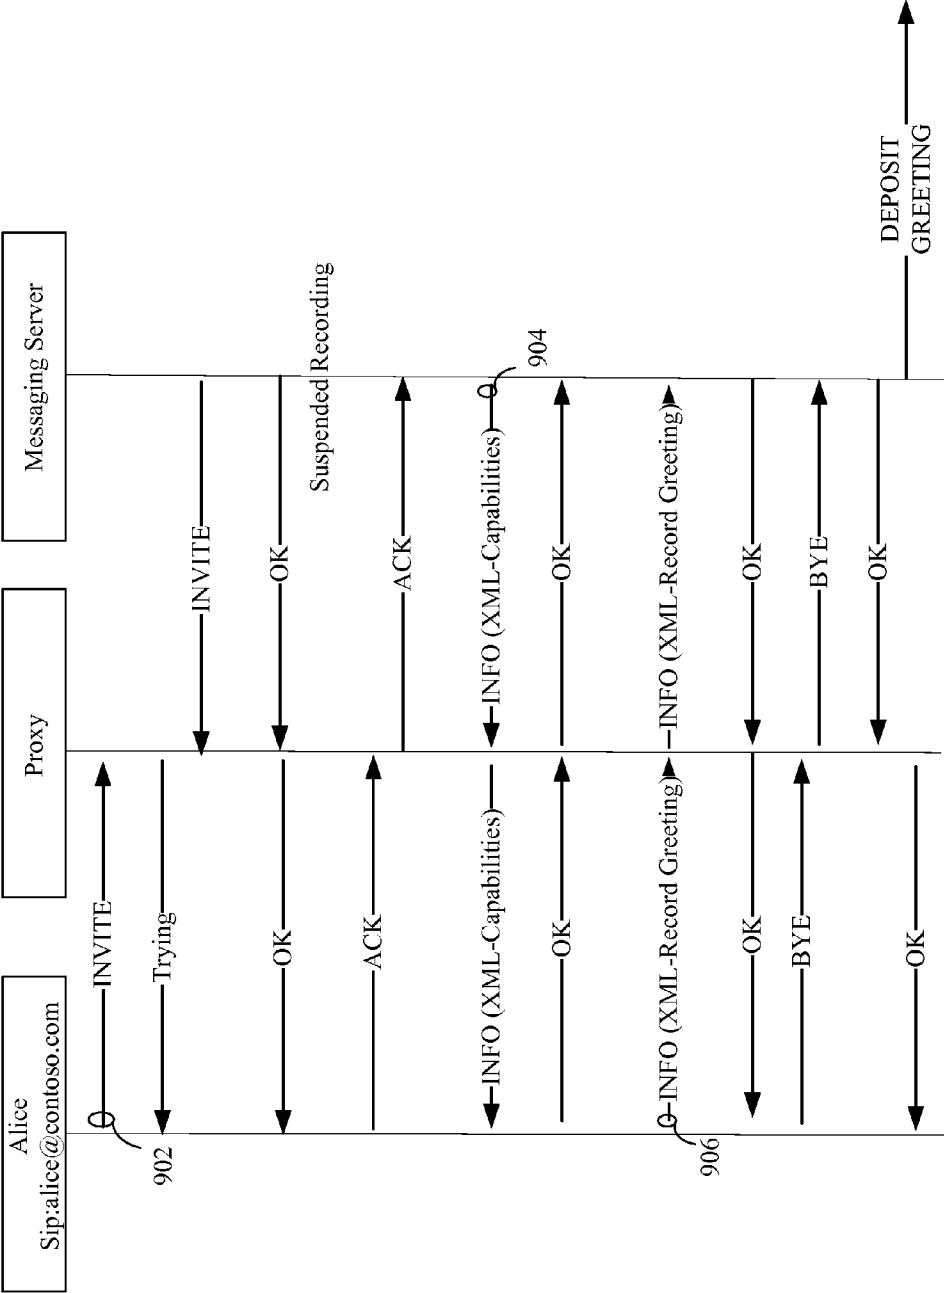 Alice
Sip:alice@contoso.com
Proxy
Messaging Server
INVITE
902
Trying
INVITE
OK
OK
Suspended Recording
ACK
ACK
INFO (XML-Capabilities)
904
INFO (XML-Capabilities)
OK
OK
INFO (XML-Record Greeting)
906
INFO (XML-Record Greeting)
OK
OK
BYE
BYE
OK
OK
DEPOSIT
GREETING